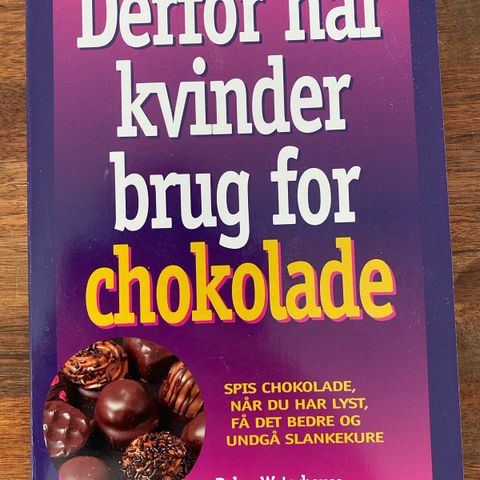 Derfor har
kvinder
brug for
chokolade
SPIS CHOKOLADE,
NÅR DU HAR LYST,
FÅ DET BEDRE OG
UNDGÅ SLANKEKURE